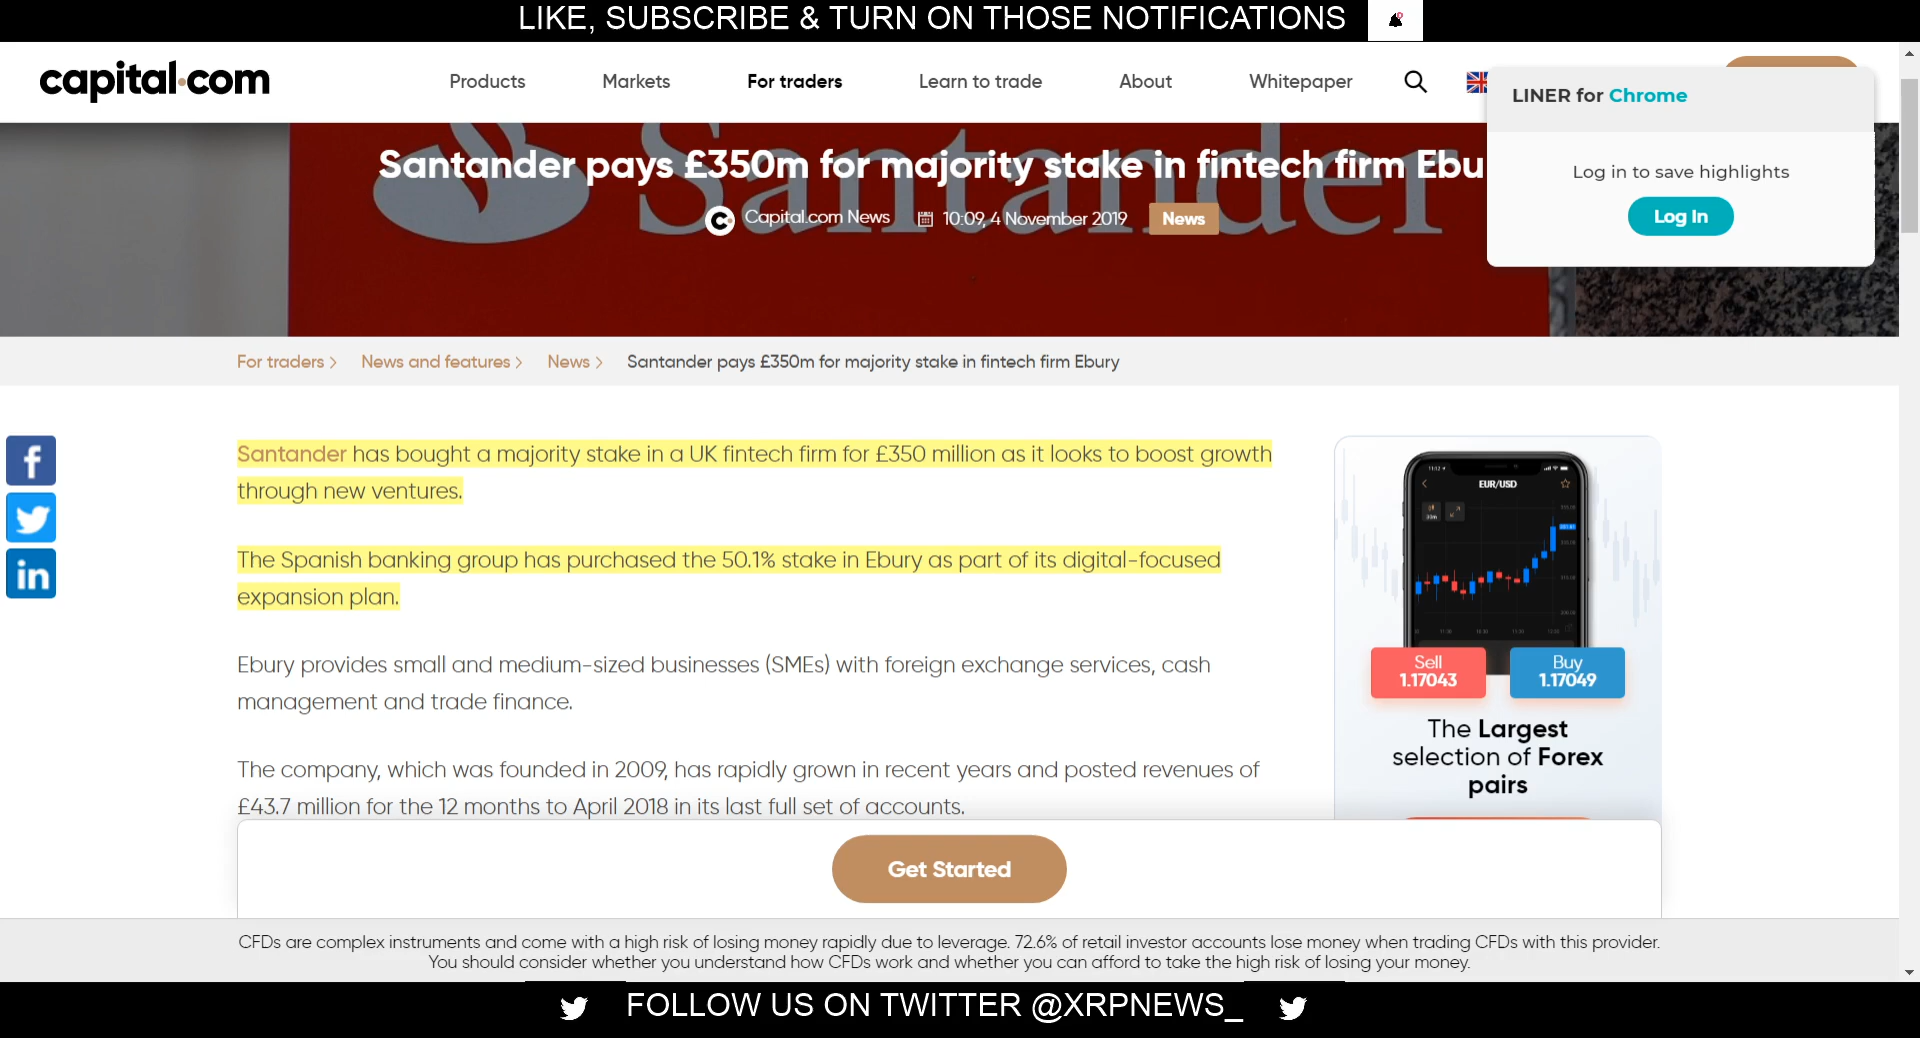 LIKE, SUBSCRIBE & TURN ON THOSE NOTIFICATIONS
capital.com
Products
Markets
For traders
Learn to trade
About
Whitepaper
LINER for Chrome
Log in to save highlights
Log In
Santander
Santander pays £350m for majority stake in fintech firm Ebu
Capital.com News
10:09, 4 November 2019
News
For traders >
News and features >
News >
Santander pays £350m for majority stake in fintech firm Ebury
Santander has bought a majority stake in a UK fintech firm for £350 million as it looks to boost growth
through new ventures.
The Spanish banking group has purchased the 50.1% stake in Ebury as part of its digital-focused
expansion plan.
Ebury provides small and medium-sized businesses (SMEs) with foreign exchange services, cash
management and trade finance.
The company, which was founded in 2009, has rapidly grown in recent years and posted revenues of
£43.7 million for the 12 months to April 2018 in its last full set of accounts.
EUR/USD
Sell
1.17043
Buy
1.17049
The Largest
selection of Forex
pairs
Get Started
CFDs are complex instruments and come with a high risk of losing money rapidly due to leverage. 72.6% of retail investor accounts lose money when trading CFDs with this provider.
You should consider whether you understand how CFDs work and whether you can afford to take the high risk of losing your money.
FOLLOW US ON TWITTER @XRPNEWS_